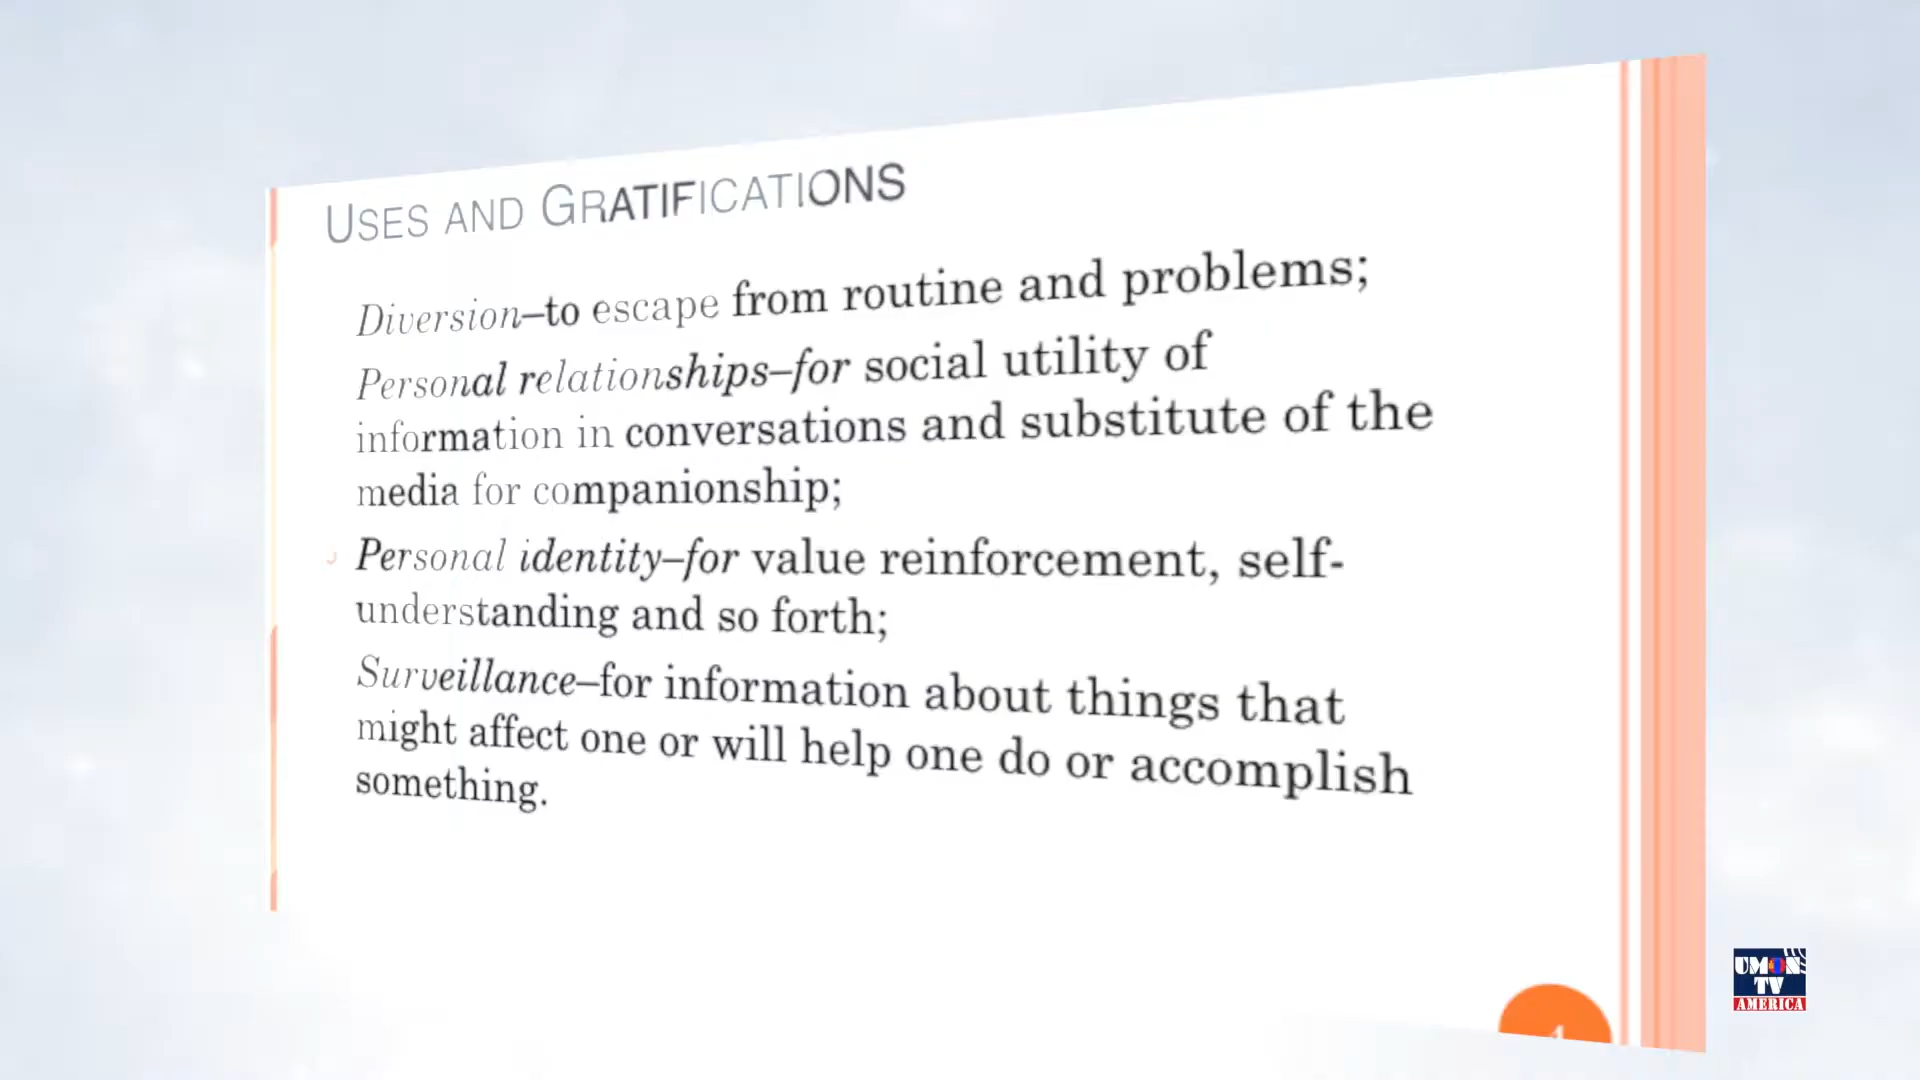 USES AND GRATIFICATIONS
Diversion–to escape from routine and problems;
Personal relationships–for social utility of
information in conversations and substitute of the
media for companionship;
Personal identity–for value reinforcement, self-
understanding and so forth;
Surveillance–for information about things that
might affect one or will help one do or accomplish
something.
4
UMON
TV
AMERICA